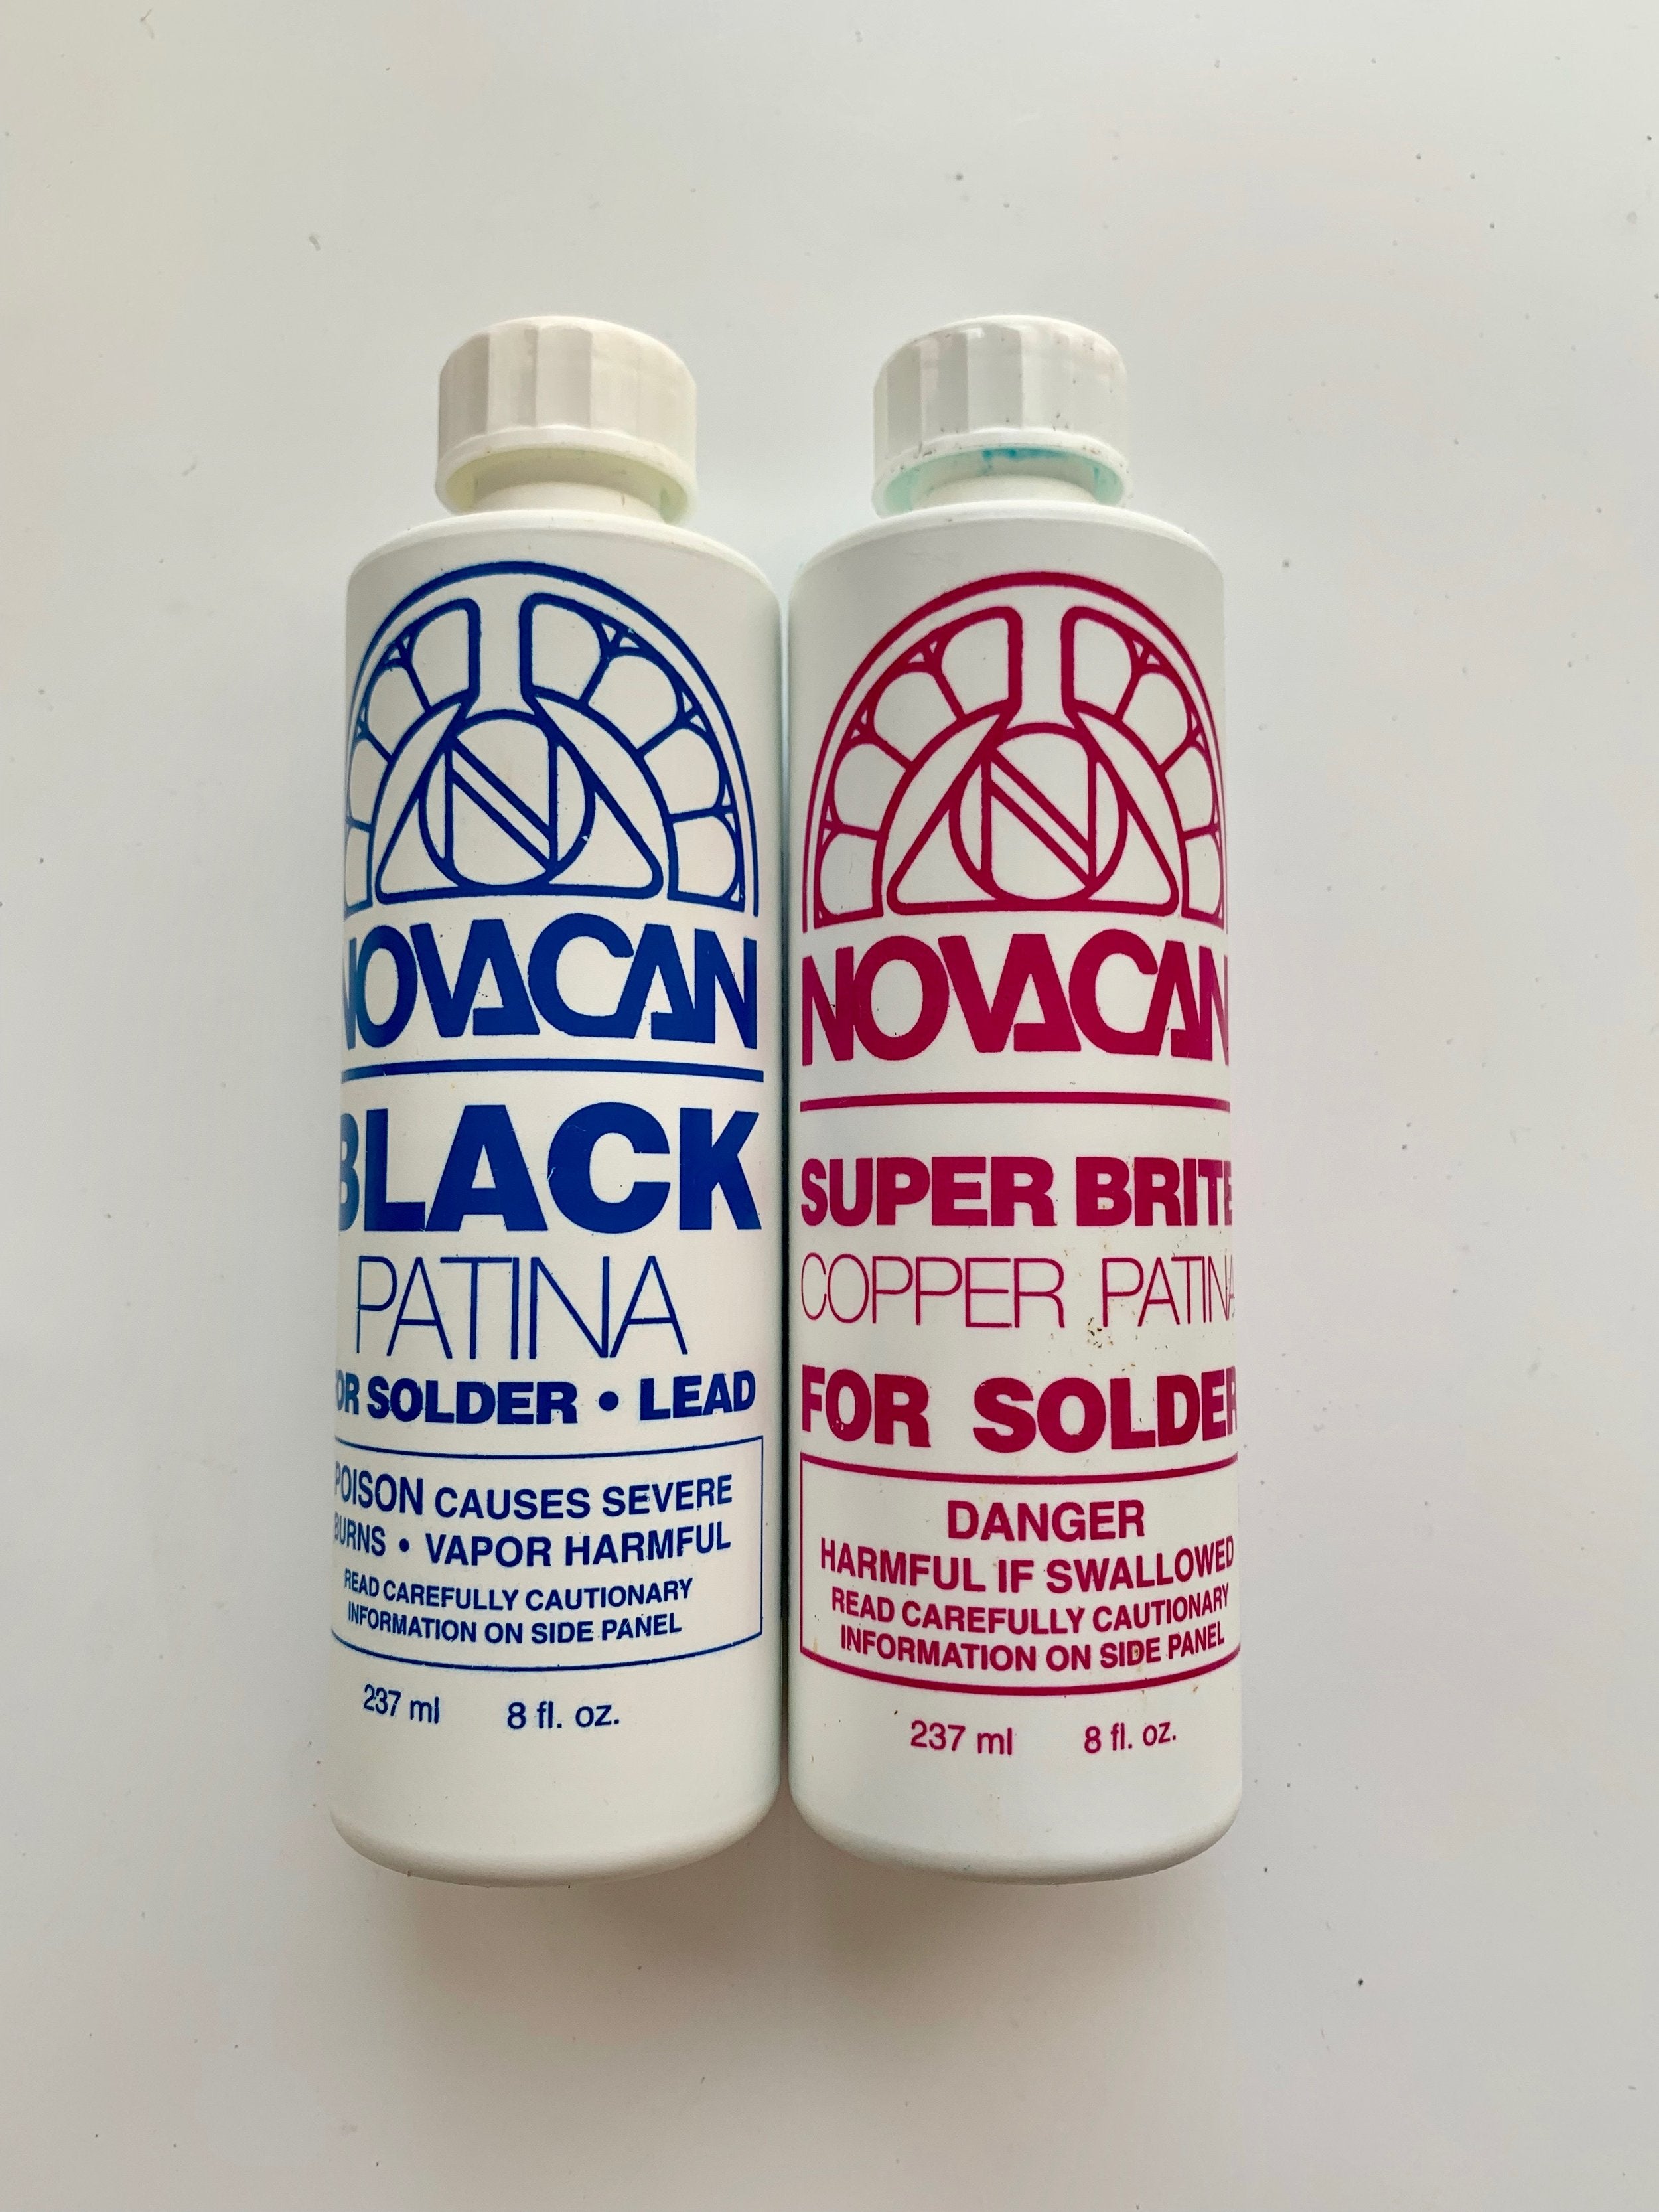 NOVACAN
BLACK
PATINA
FOR SOLDER • LEAD
POISON CAUSES SEVERE
BURNS • VAPOR HARMFUL
READ CAREFULLY CAUTIONARY
INFORMATION ON SIDE PANEL
237 ml 8 fl. oz.
NOVACAN
SUPER BRITE
COPPER PATINA
FOR SOLDER
DANGER
HARMFUL IF SWALLOWED
READ CAREFULLY CAUTIONARY
INFORMATION ON SIDE PANEL
237 ml 8 fl. oz.